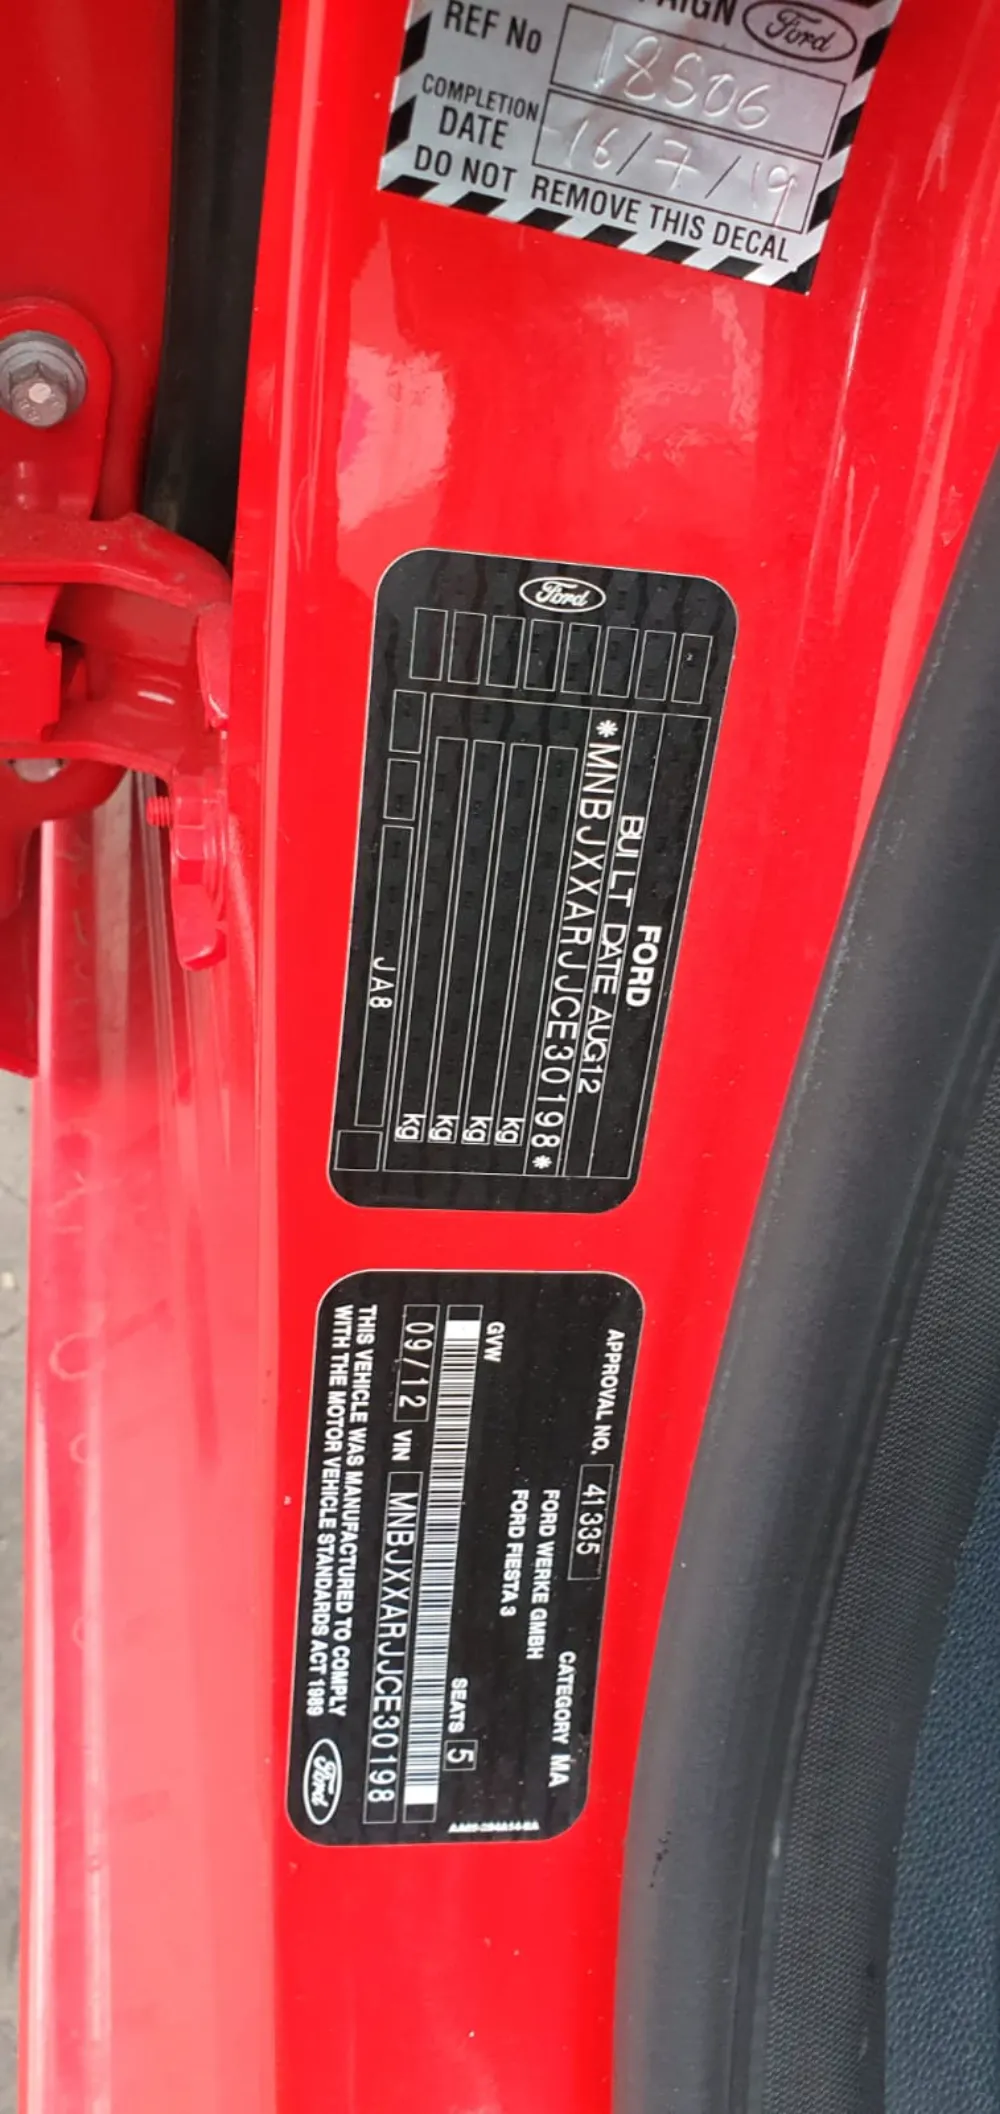 Ford
REF No 18S06
COMPLETION
DATE 16/7/19
DO NOT REMOVE THIS DECAL
Ford
FORD
BUILT DATE AUG12
*MNBJXXARJJCE30198*
kg
kg
kg
kg
JA8
APPROVAL NO. 41335 CATEGORY MA
FORD WERKE GMBH
FORD FIESTA 3
GVW SEATS 5
09/12 VIN MNBJXXARJJCE30198
THIS VEHICLE WAS MANUFACTURED TO COMPLY
WITH THE MOTOR VEHICLE STANDARDS ACT 1989
Ford